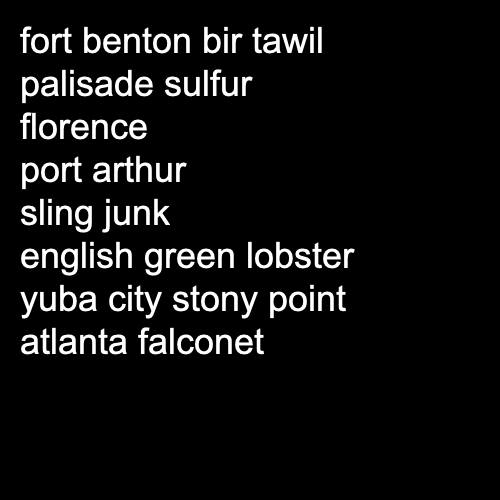 fort benton bir tawil
palisade sulfur
florence
port arthur
sling junk
english green lobster
yuba city stony point
atlanta falconet